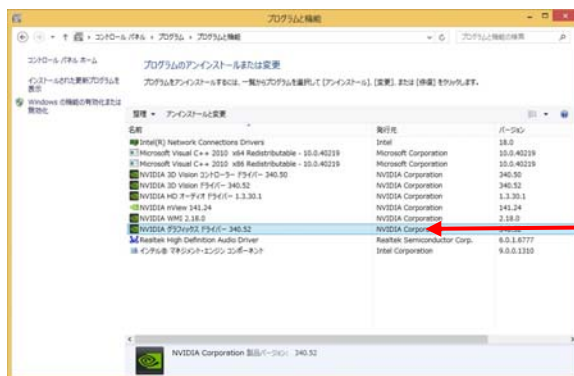 プログラムと機能
コントロール パネル ▸ プログラム ▸ プログラムと機能
プログラムと機能の検索
コントロール パネル ホーム
インストールされた更新プログラムを
表示
Windows の機能の有効化または
無効化
プログラムのアンインストールまたは変更
プログラムをアンインストールするには、一覧からプログラムを選択して [アンインストール]、[変更]、または [修復] をクリックします。
整理 ▾ アンインストールと変更
名前 発行元 バージョン
Intel(R) Network Connections Drivers Intel 18.0
Microsoft Visual C++ 2010 x64 Redistributable - 10.0.40219 Microsoft Corporation 10.0.40219
Microsoft Visual C++ 2010 x86 Redistributable - 10.0.40219 Microsoft Corporation 10.0.40219
NVIDIA 3D Vision コントローラー ドライバー 340.50 NVIDIA Corporation 340.50
NVIDIA 3D Vision ドライバー 340.52 NVIDIA Corporation 340.52
NVIDIA HD オーディオ ドライバー 1.3.30.1 NVIDIA Corporation 1.3.30.1
NVIDIA nView 141.24 NVIDIA Corporation 141.24
NVIDIA WMI 2.18.0 NVIDIA Corporation 2.18.0
NVIDIA グラフィックス ドライバー 340.52 NVIDIA Corporation 340.52
Realtek High Definition Audio Driver Realtek Semiconductor Corp. 6.0.1.6777
インテル® マネジメント・エンジン コンポーネント Intel Corporation 9.0.0.1310
NVIDIA Corporation 製品バージョン: 340.52